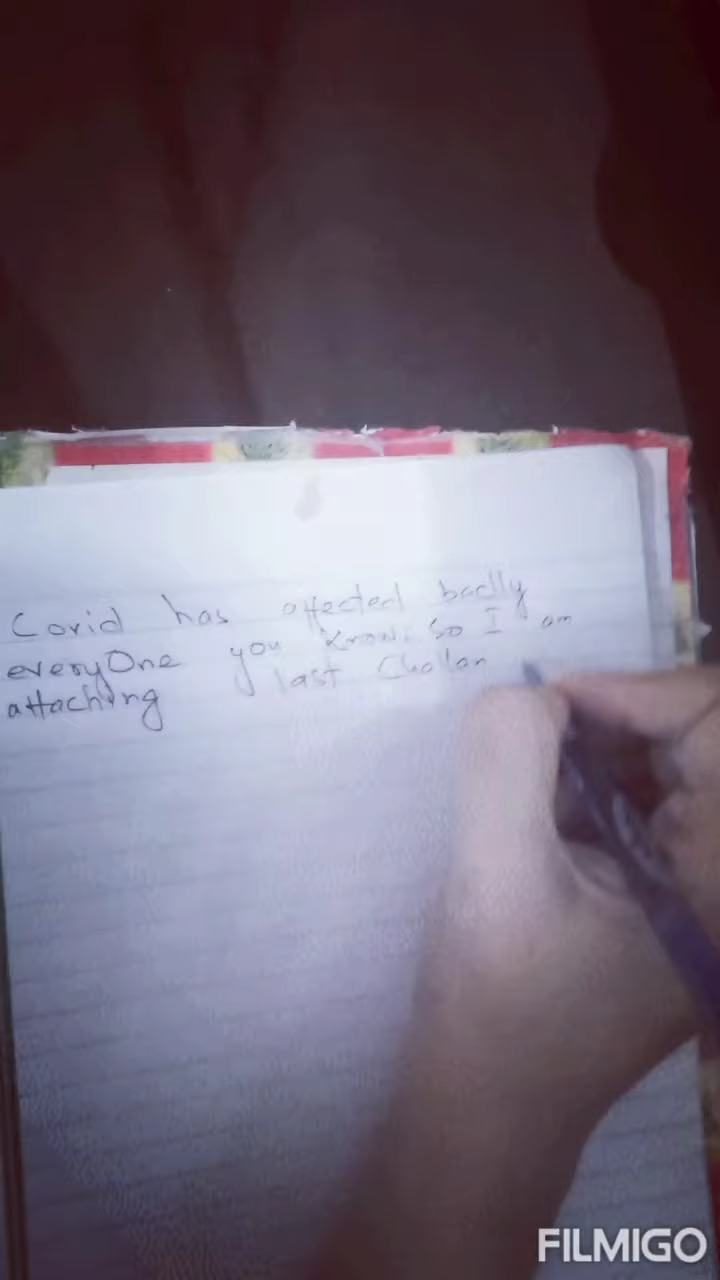 Covid has affected badly
everyOne you know. So I am
attaching last Challan
FILMIGO